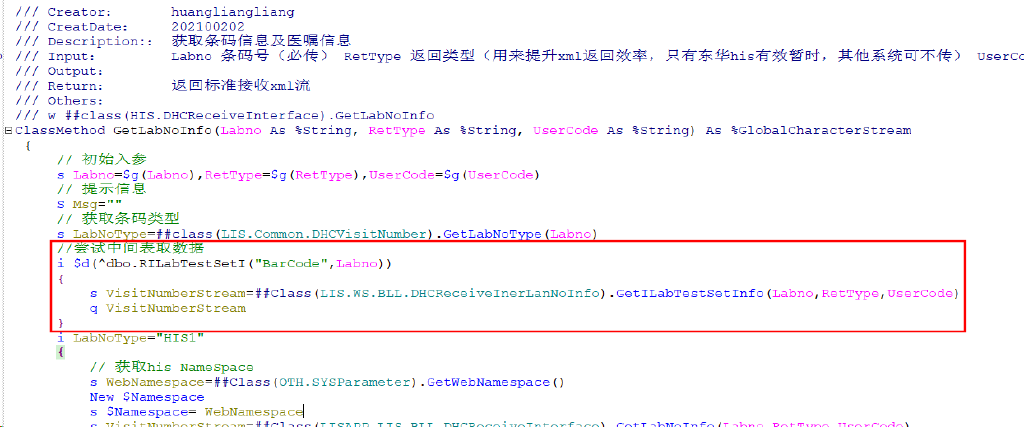 /// Creator:       huangliangliang
/// CreatDate:     202100202
/// Description::  获取条码信息及医嘱信息
/// Input:         Labno 条码号（必传） RetType 返回类型（用来提升xml返回效率，只有东华his有效暂时，其他系统可不传） UserCo
/// Output:
/// Return:        返回标准接收xml流
/// Others:
/// w ##class(HIS.DHCReceiveInterface).GetLabNoInfo
ClassMethod GetLabNoInfo(Labno As %String, RetType As %String, UserCode As %String) As %GlobalCharacterStream
{
// 初始入参
s Labno=$g(Labno),RetType=$g(RetType),UserCode=$g(UserCode)
// 提示信息
s Msg=""
// 获取条码类型
s LabNoType=##class(LIS.Common.DHCVisitNumber).GetLabNoType(Labno)
//尝试中间表取数据
i $d(^dbo.RILabTestSetI("BarCode",Labno))
{
s VisitNumberStream=##Class(LIS.WS.BLL.DHCReceiveInerLanNoInfo).GetILabTestSetInfo(Labno,RetType,UserCode)
q VisitNumberStream
}
i LabNoType="HIS1"
{
// 获取his NameSpace
s WebNamespace=##Class(OTH.SYSParameter).GetWebNamespace()
New $Namespace
s $Namespace= WebNamespace
s VisitNumberStream=##Class(LISARP.LIS.BLL.DHCReceiveInterface).GetLabNoInfo(Labno,RetType,UserCode)